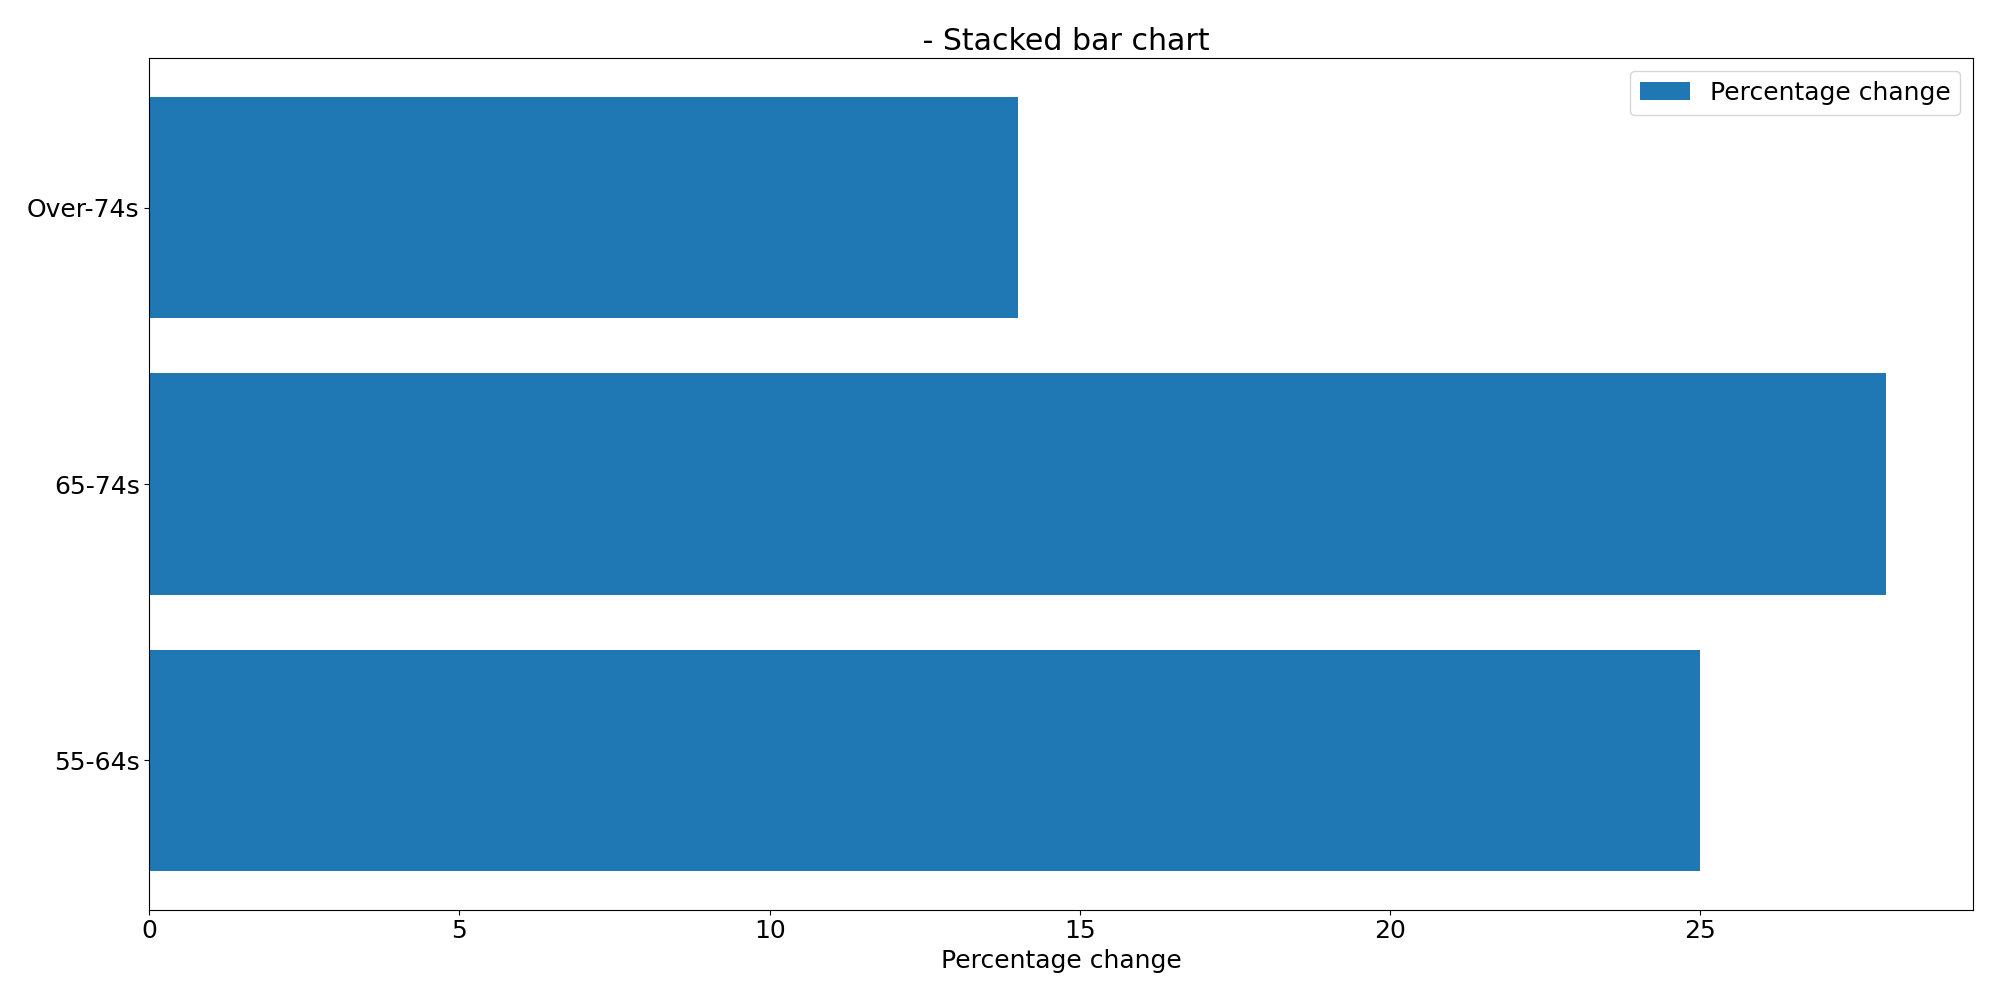 - Stacked bar chart
Percentage change
Over-74s
65-74s
55-64s
0 5 10 15 20 25
Percentage change